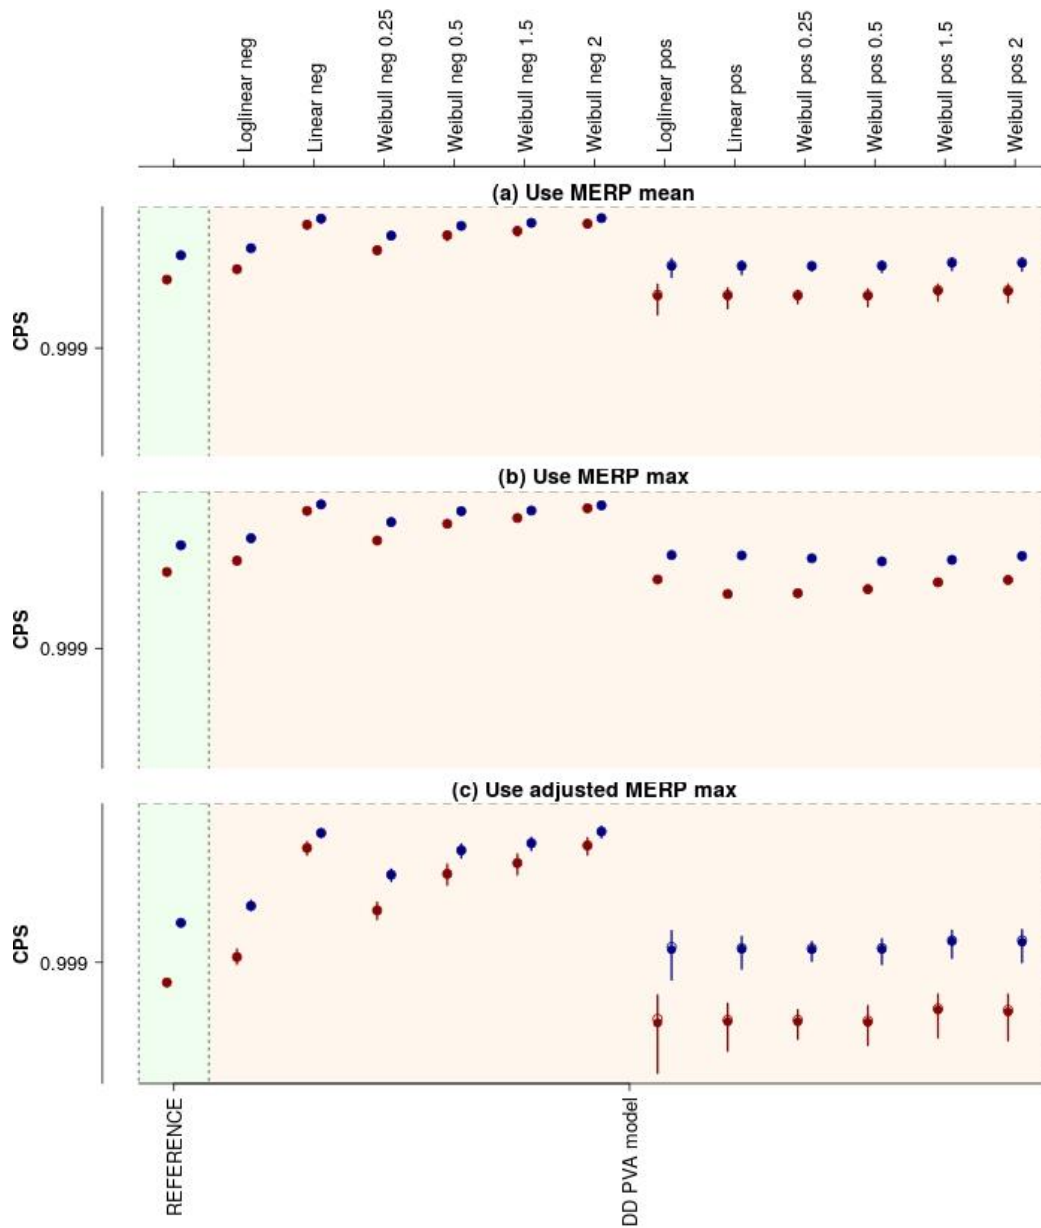 Loglinear neg
Linear neg
Weibull neg 0.25
Weibull neg 0.5
Weibull neg 1.5
Weibull neg 2
Loglinear pos
Linear pos
Weibull pos 0.25
Weibull pos 0.5
Weibull pos 1.5
Weibull pos 2
(a) Use MERP mean
CPS
0.999
(b) Use MERP max
CPS
0.999
(c) Use adjusted MERP max
CPS
0.999
REFERENCE
DD PVA model